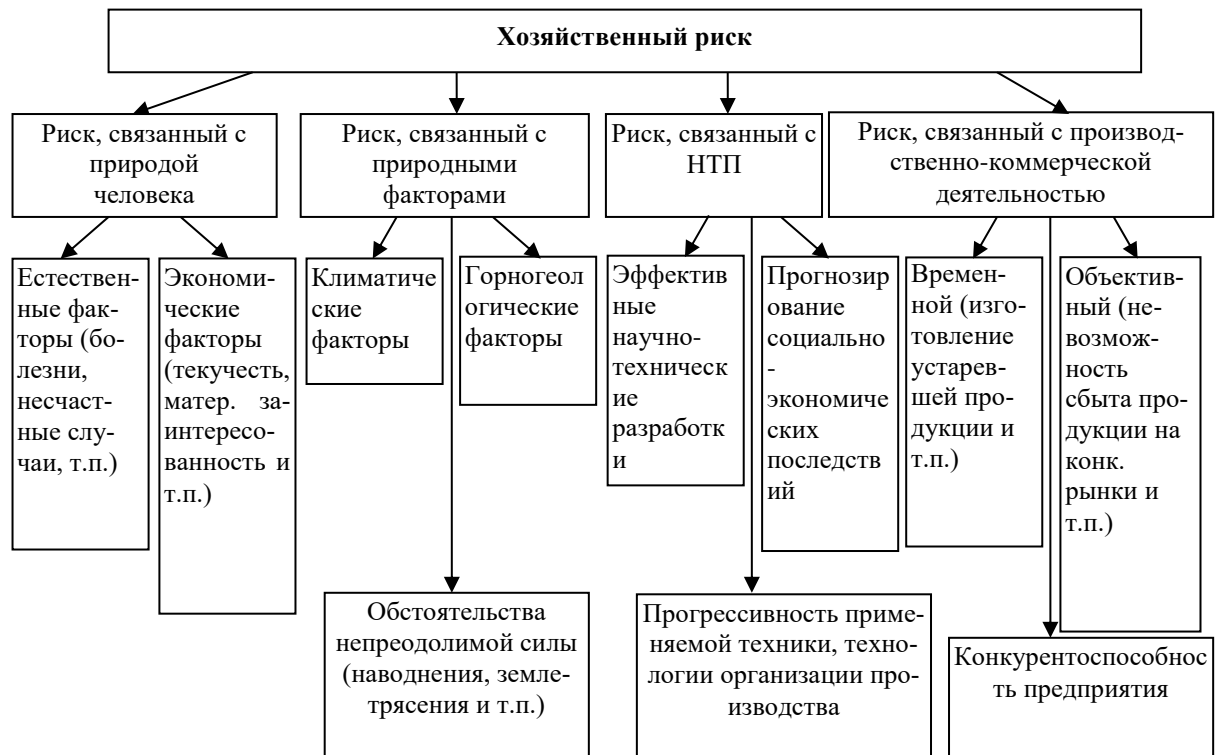 Хозяйственный риск
Риск, связанный с
природой
человека
Риск, связанный с
природными
факторами
Риск, связанный с
НТП
Риск, связанный с производ-
ственно-коммерческой
деятельностью
Естествен-
ные фак-
торы (бо-
лезни,
несчаст-
ные слу-
чаи, т.п.)
Экономи-
ческие
факторы
(текучесть,
матер. за-
интересо-
ванность и
т.п.)
Климатиче
ские
факторы
Горногеол
огические
факторы
Эффектив
ные
научно-
технически
ие
разработк
и
Прогнозир
ование
социально
-
экономичес
ких
последств
ий
Времен-
ной (изго-
товление
устарев-
шей про-
дукции и
т.п.)
Объектив-
ный (не-
возмож-
ность
сбыта про-
дукции на
конк.
рынки и
т.п.)
Обстоятельства
непреодолимой силы
(наводнения, земле-
трясения и т.п.)
Прогрессивность приме-
няемой техники, техно-
логии организации про-
изводства
Конкурентоспособнос
ть предприятия